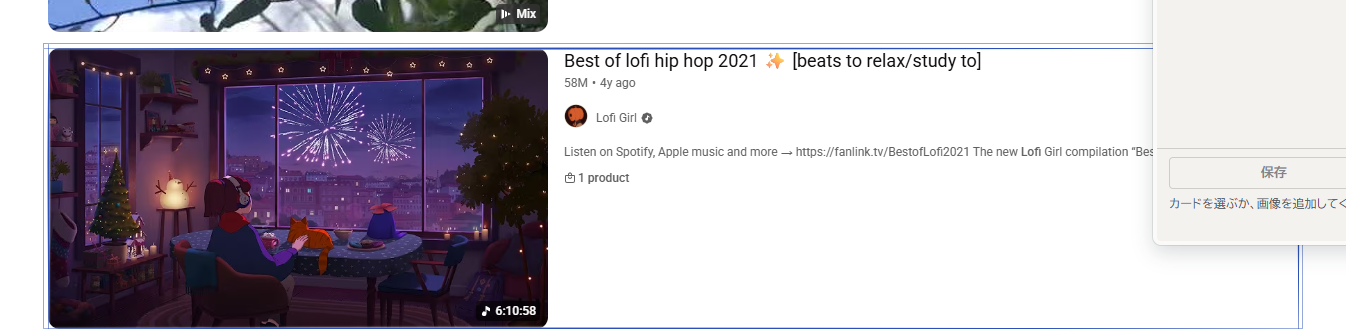 Mix
Best of lofi hip hop 2021 ✨ [beats to relax/study to]
58M • 4y ago
Lofi Girl
Listen on Spotify, Apple music and more → https://fanlink.tv/BestofLofi2021 The new Lofi Girl compilation “Bes
1 product
6:10:58
保存
カードを選ぶか、画像を追加してく